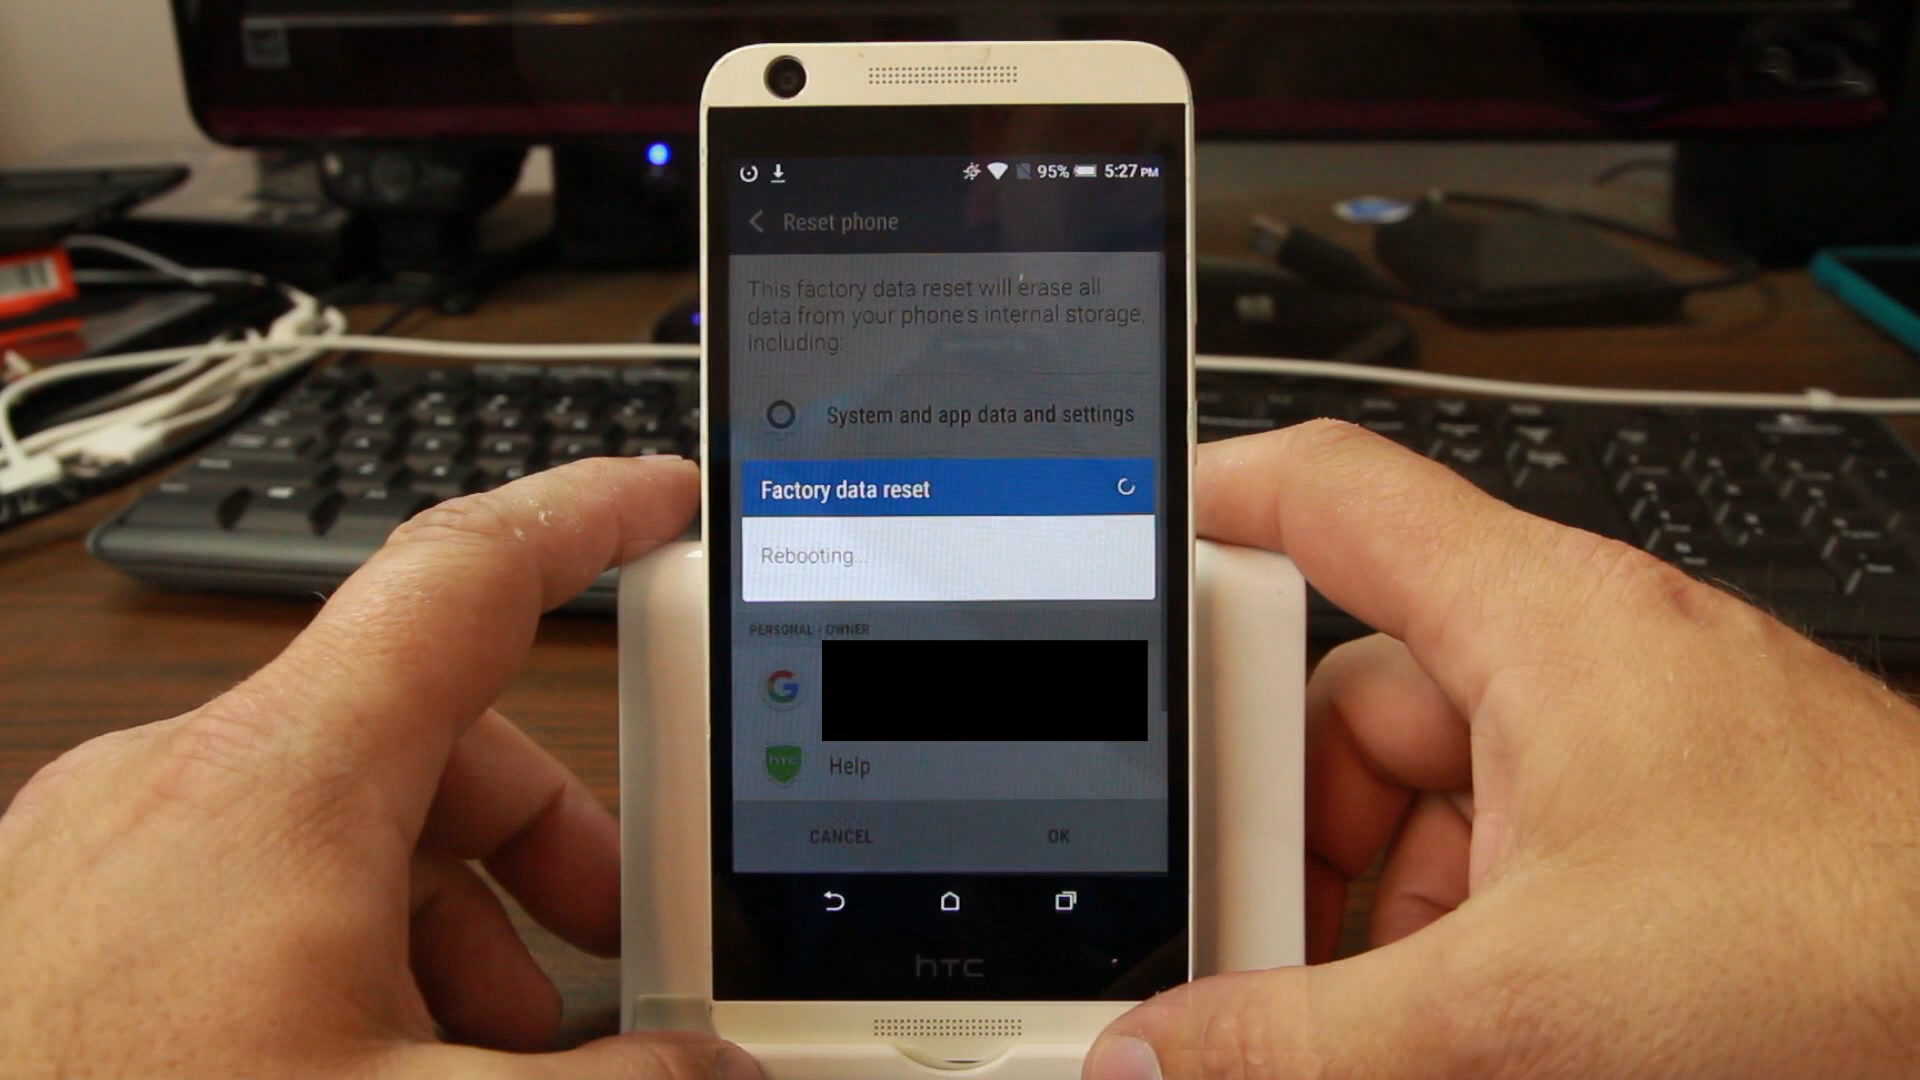 95% 5:27 PM
Reset phone
This factory data reset will erase all
data from your phone's internal storage,
including:
System and app data and settings
Factory data reset
Rebooting...
PERSONAL - OWNER
G
htc
Help
CANCEL
OK
hTC